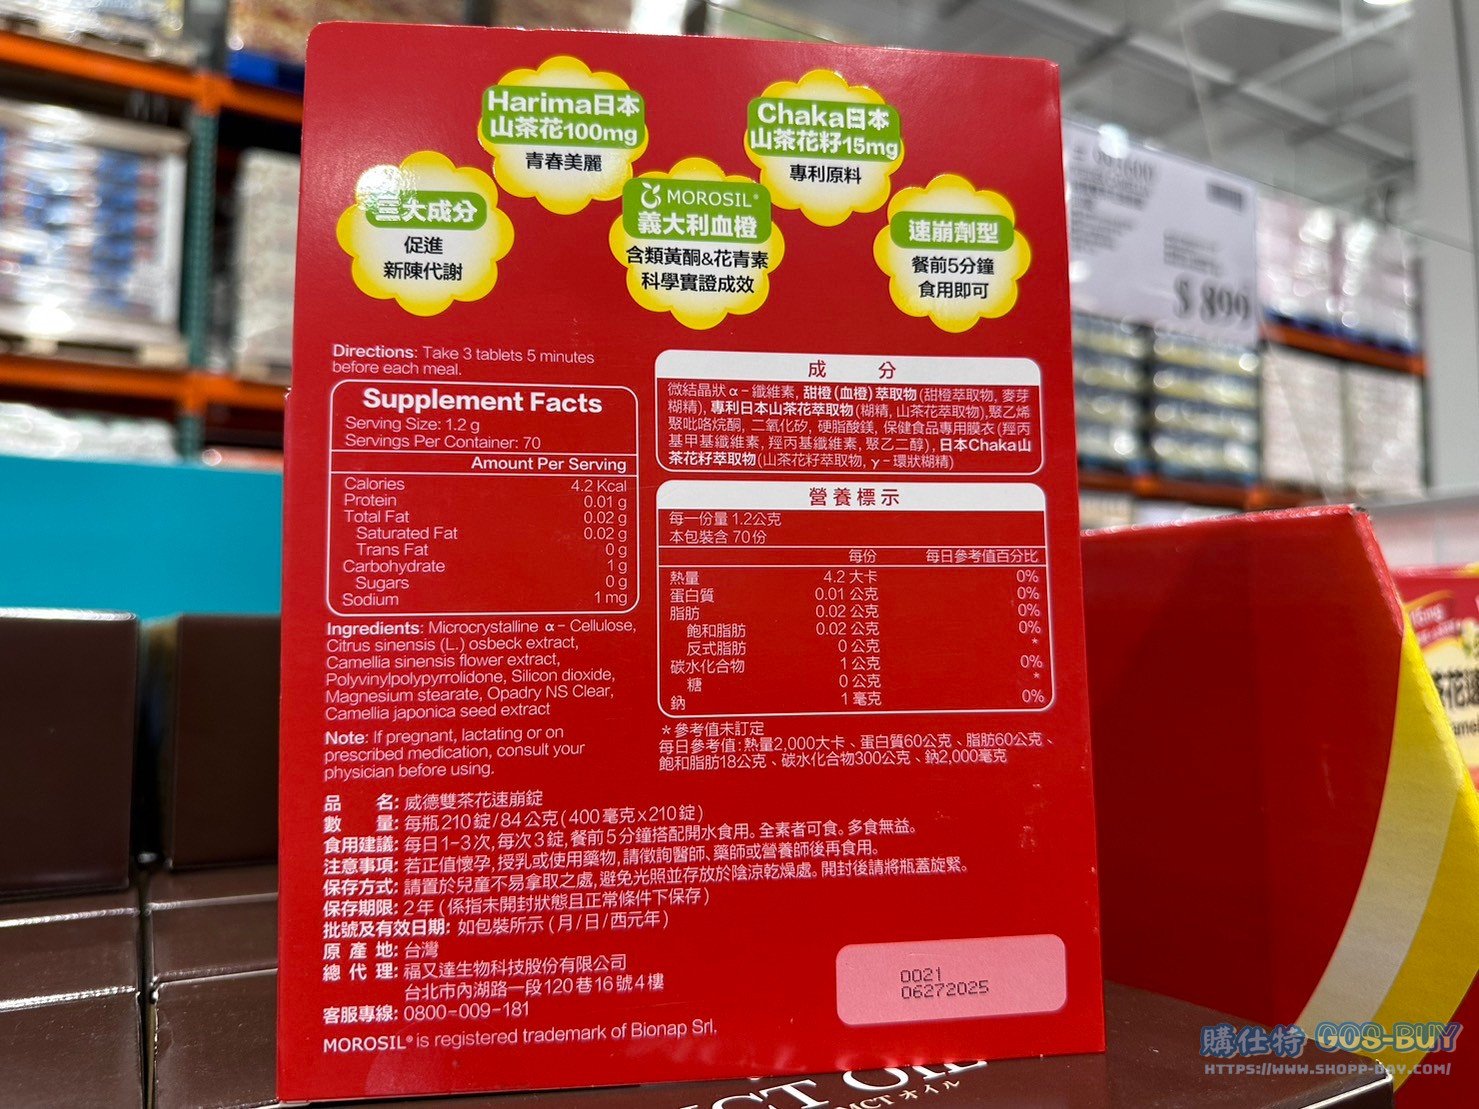 Harima日本
山茶花100mg
青春美麗
Chaka日本
山茶花籽15mg
專利原料
三大成分
促進
新陳代謝
MOROSIL®
義大利血橙
含類黃酮&花青素
科學實證成效
速崩劑型
餐前5分鐘
食用即可
Directions: Take 3 tablets 5 minutes
before each meal.
Supplement Facts
Serving Size: 1.2 g
Servings Per Container: 70
Amount Per Serving
Calories 4.2 Kcal
Protein 0.01 g
Total Fat 0.02 g
Saturated Fat 0.02 g
Trans Fat 0 g
Carbohydrate 1 g
Sugars 0 g
Sodium 1 mg
Ingredients: Microcrystalline α- Cellulose,
Citrus sinensis (L.) osbeck extract,
Camellia sinensis flower extract,
Polyvinylpolypyrrolidone, Silicon dioxide,
Magnesium stearate, Opadry NS Clear,
Camellia japonica seed extract
Note: If pregnant, lactating or on
prescribed medication, consult your
physician before using.
成 分
微結晶狀α-纖維素, 甜橙(血橙)萃取物(甜橙萃取物, 麥芽
糊精), 專利日本山茶花萃取物(糊精, 山茶花萃取物), 聚乙烯
聚吡咯烷酮, 二氧化矽, 硬脂酸鎂, 保健食品專用膜衣(羥丙
基甲基纖維素, 羥丙基纖維素, 聚乙二醇), 日本Chaka山
茶花籽萃取物(山茶花籽萃取物, γ-環狀糊精)
營養標示
每一份量 1.2公克
本包裝含 70份
每份 每日參考值百分比
熱量 4.2 大卡 0%
蛋白質 0.01 公克 0%
脂肪 0.02 公克 0%
飽和脂肪 0.02 公克 0%
反式脂肪 0 公克 *
碳水化合物 1 公克 0%
糖 0 公克 *
鈉 1 毫克 0%
*參考值未訂定
每日參考值: 熱量2,000大卡、蛋白質60公克、脂肪60公克、
飽和脂肪18公克、碳水化合物300公克、鈉2,000毫克
品 名: 威德雙茶花速崩錠
數 量: 每瓶210錠/84公克(400毫克x210錠)
食用建議: 每日1-3次, 每次3錠, 餐前5分鐘搭配開水食用。全素者可食。多食無益。
注意事項: 若正值懷孕, 授乳或使用藥物, 請徵詢醫師、藥師或營養師後再食用。
保存方式: 請置於兒童不易拿取之處, 避免光照並存放於陰涼乾燥處。開封後請將瓶蓋旋緊。
保存期限: 2年(係指未開封狀態且正常條件下保存)
批號及有效日期: 如包裝所示(月/日/西元年)
原 產 地: 台灣
總 代 理: 福又達生物科技股份有限公司
台北市內湖路一段120巷16號4樓
客服專線: 0800-009-181
MOROSIL® is registered trademark of Bionap Srl.
0021
06272025
$ 899
MCT オイル
購仕特 GOS-BUY
HTTPS://WWW.SHOPP-DAY.COM/